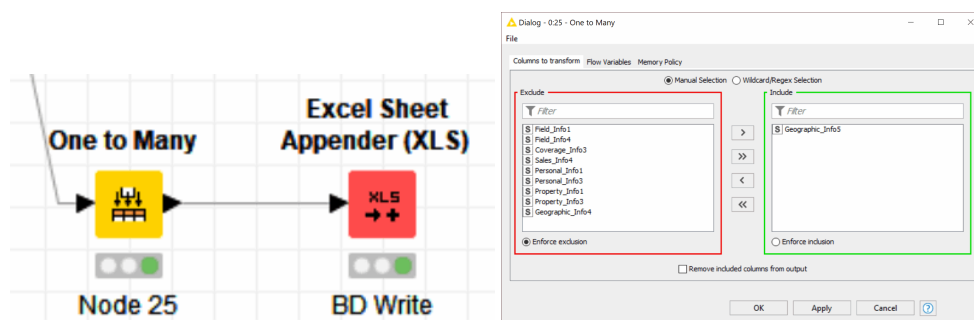 One to Many
Node 25
Excel Sheet
Appender (XLS)
XLS
BD Write
Dialog - 0:25 - One to Many
File
Columns to transform Flow Variables Memory Policy
Manual Selection Wildcard/Regex Selection
Exclude
Filter
S Field_Info1
S Field_Info4
S Coverage_Info3
S Sales_Info4
S Personal_Info1
S Personal_Info3
S Property_Info1
S Property_Info3
S Geographic_Info4
Enforce exclusion
>
>>
<
<<
Include
Filter
S Geographic_Info5
Enforce inclusion
Remove included columns from output
OK Apply Cancel ?